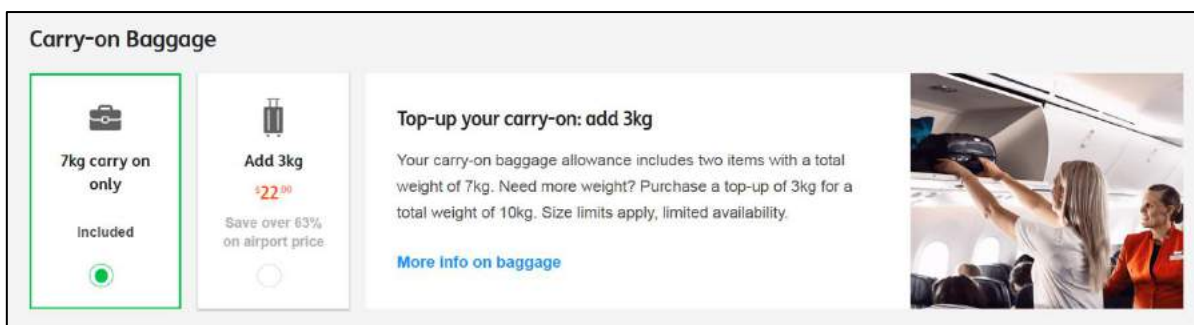 Carry-on Baggage
7kg carry on
only
Included
Add 3kg
$22.00
Save over 63%
on airport price
Top-up your carry-on: add 3kg
Your carry-on baggage allowance includes two items with a total
weight of 7kg. Need more weight? Purchase a top-up of 3kg for a
total weight of 10kg. Size limits apply, limited availability.
More info on baggage